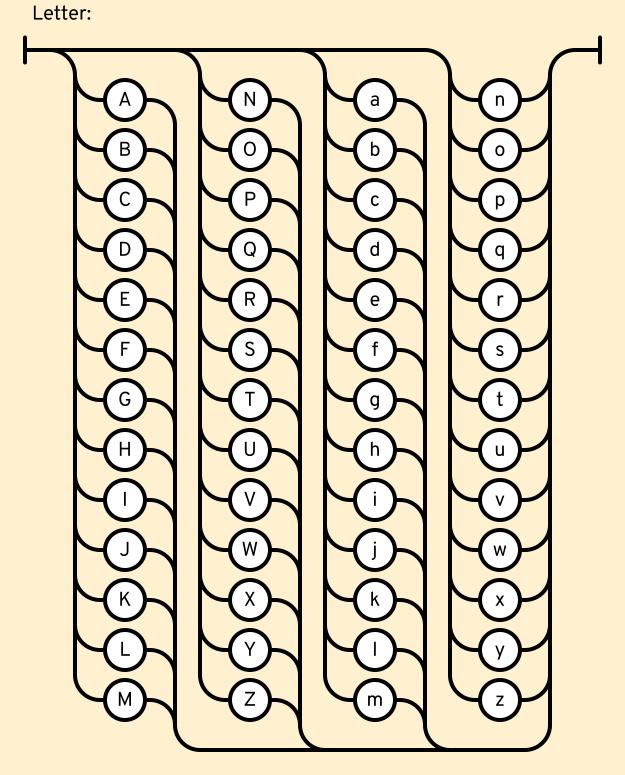 Letter:
A N a n
B O b o
C P c p
D Q d q
E R e r
F S f s
G T g t
H U h u
I V i v
J W j w
K X k x
L Y l y
M Z m z